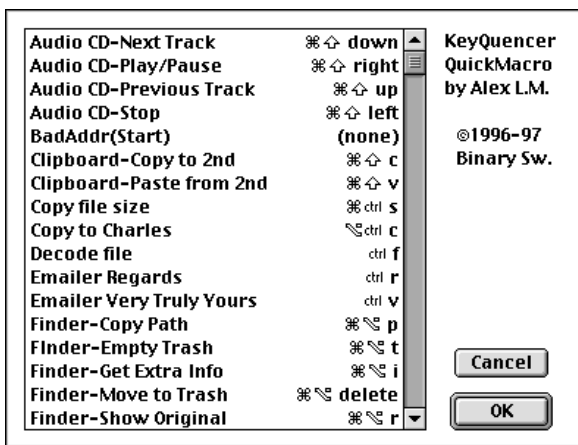 Audio CD-Next Track ⌘⇧ down
Audio CD-Play/Pause ⌘⇧ right
Audio CD-Previous Track ⌘⇧ up
Audio CD-Stop ⌘⇧ left
BadAddr(Start) (none)
Clipboard-Copy to 2nd ⌘⇧ c
Clipboard-Paste from 2nd ⌘⇧ v
Copy file size ⌘ ctrl s
Copy to Charles ⌥ ctrl c
Decode file ctrl f
Emailer Regards ctrl r
Emailer Very Truly Yours ctrl v
Finder-Copy Path ⌘⌥ p
FInder-Empty Trash ⌘⌥ t
Finder-Get Extra Info ⌘⌥ i
Finder-Move to Trash ⌘⌥ delete
Finder-Show Original ⌘⌥ r
KeyQuencer
QuickMacro
by Alex L.M.
©1996-97
Binary Sw.
Cancel
OK